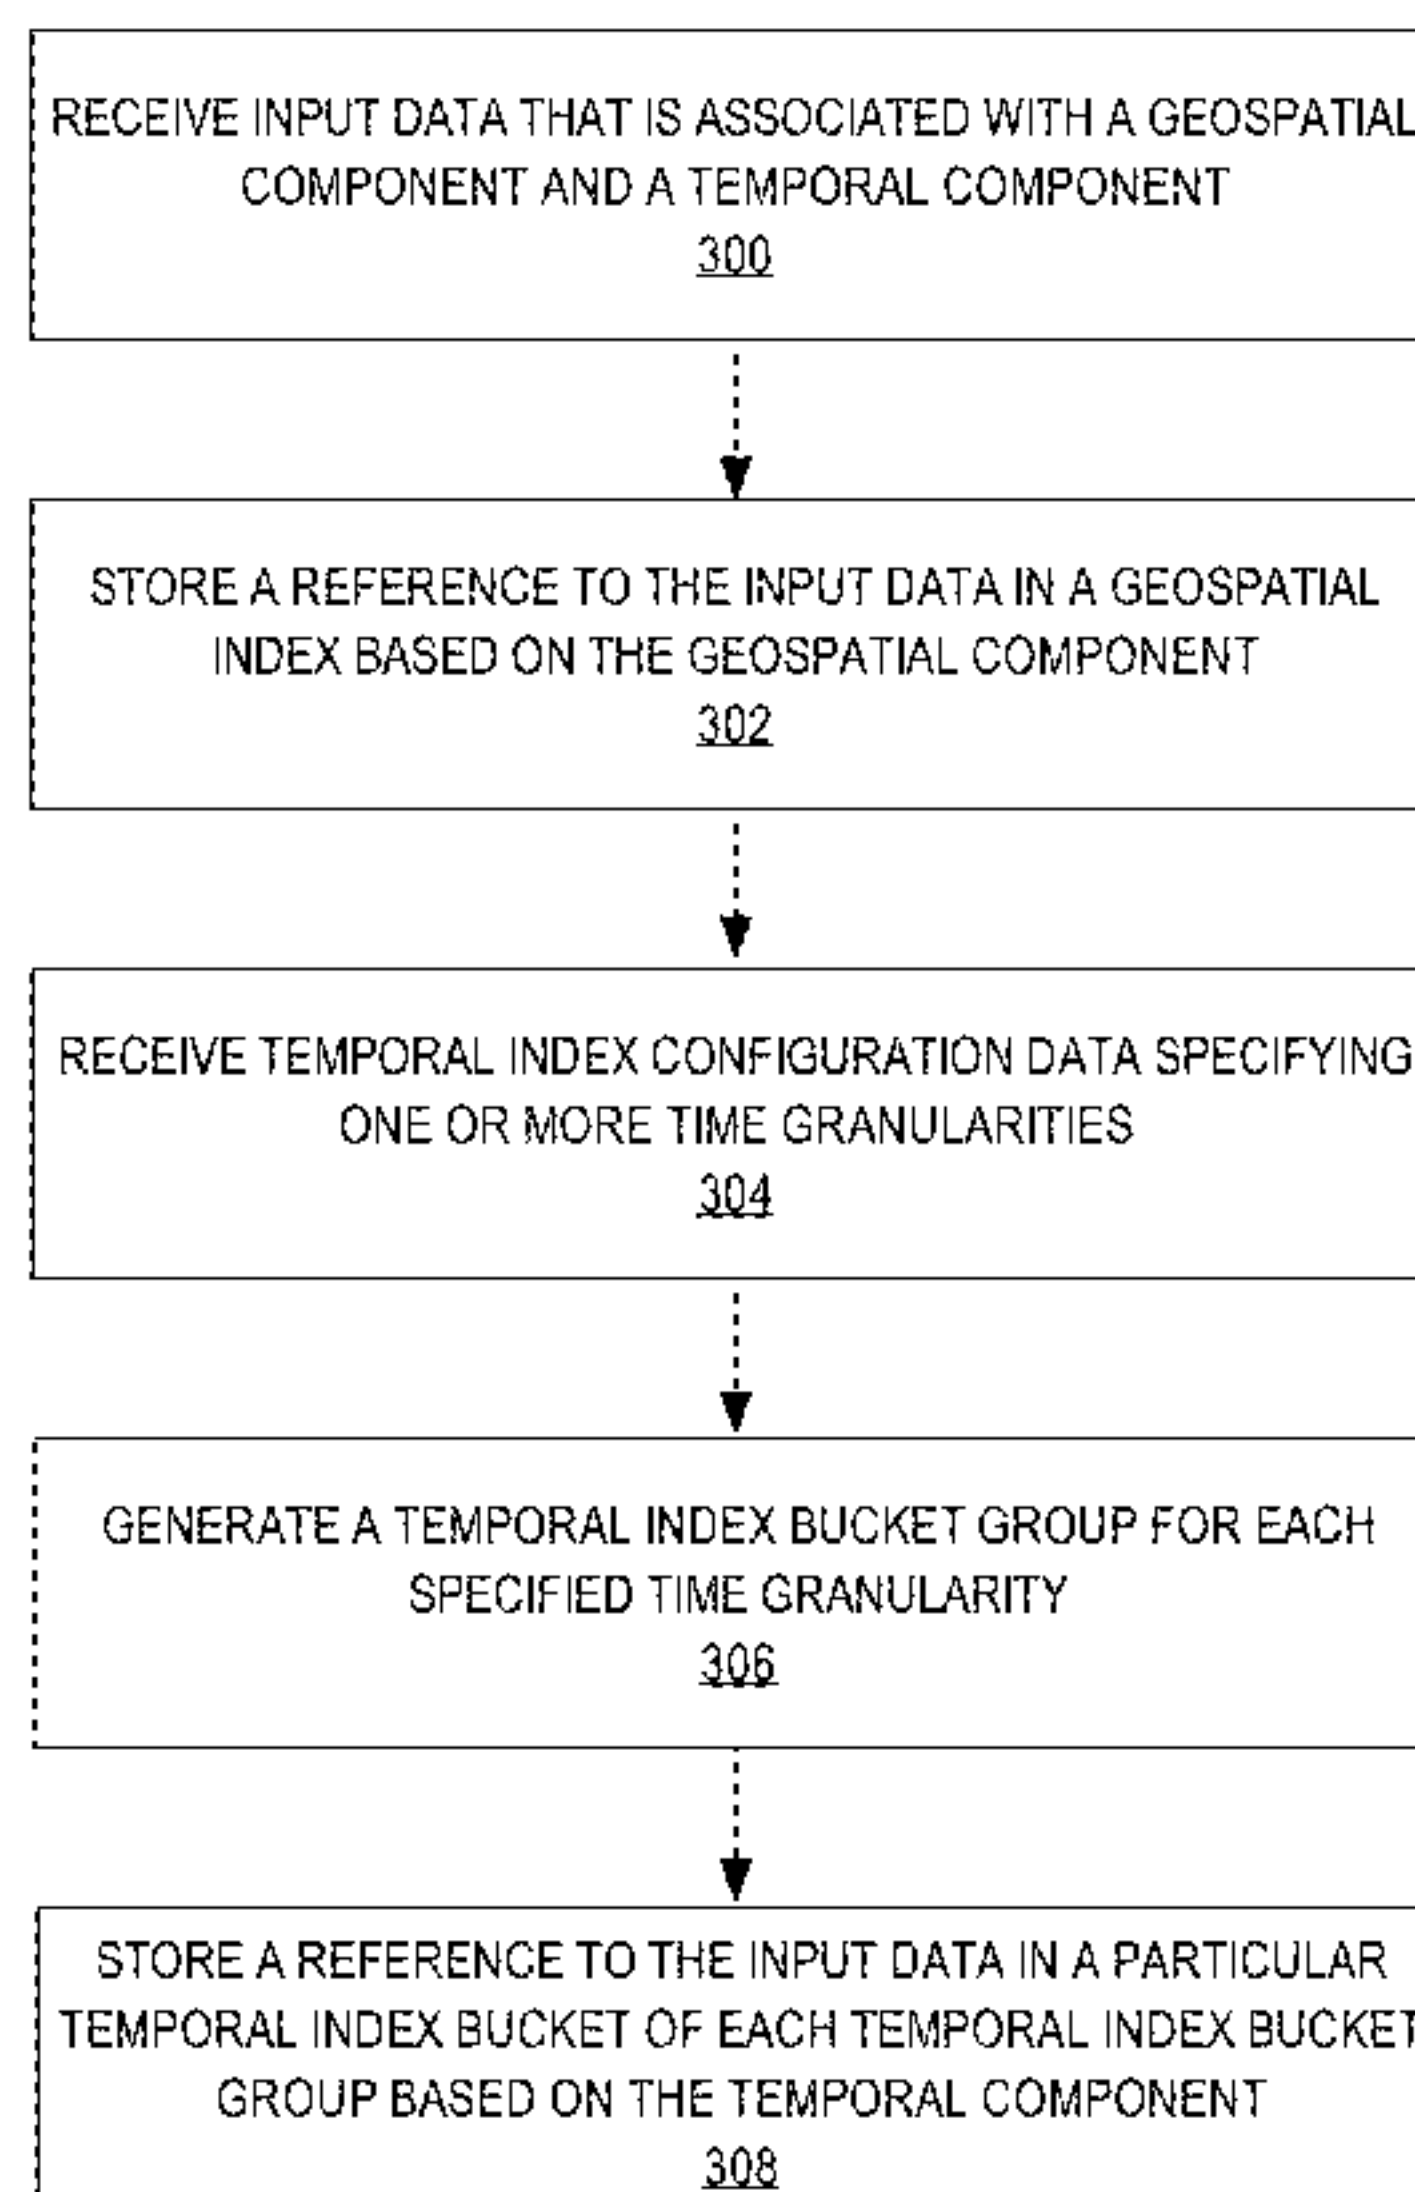 RECEIVE INPUT DATA THAT IS ASSOCIATED WITH A GEOSPATIAL
COMPONENT AND A TEMPORAL COMPONENT
300
STORE A REFERENCE TO THE INPUT DATA IN A GEOSPATIAL
INDEX BASED ON THE GEOSPATIAL COMPONENT
302
RECEIVE TEMPORAL INDEX CONFIGURATION DATA SPECIFYING
ONE OR MORE TIME GRANULARITIES
304
GENERATE A TEMPORAL INDEX BUCKET GROUP FOR EACH
SPECIFIED TIME GRANULARITY
306
STORE A REFERENCE TO THE INPUT DATA IN A PARTICULAR
TEMPORAL INDEX BUCKET OF EACH TEMPORAL INDEX BUCKET
GROUP BASED ON THE TEMPORAL COMPONENT
308